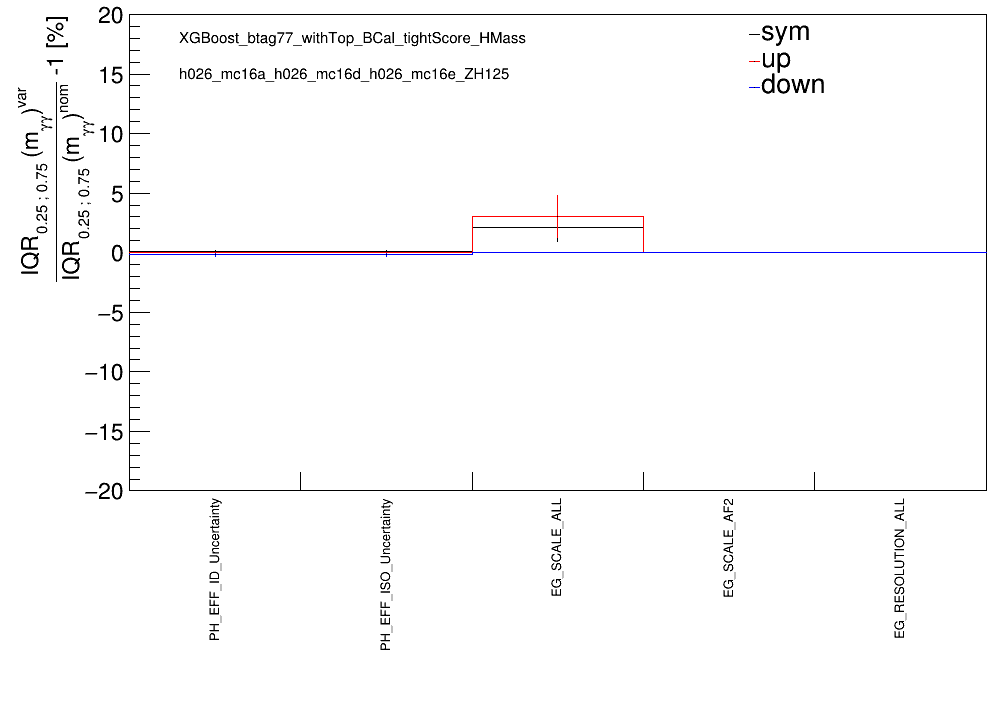 XGBoost_btag77_withTop_BCal_tightScore_HMass
h026_mc16a_h026_mc16d_h026_mc16e_ZH125
sym
up
down
IQR0.25 ; 0.75 (mγγ)var
IQR0.25 ; 0.75 (mγγ)nom -1 [%]
20
15
10
5
0
−5
−10
−15
−20
PH_EFF_ID_Uncertainty
PH_EFF_ISO_Uncertainty
EG_SCALE_ALL
EG_SCALE_AF2
EG_RESOLUTION_ALL